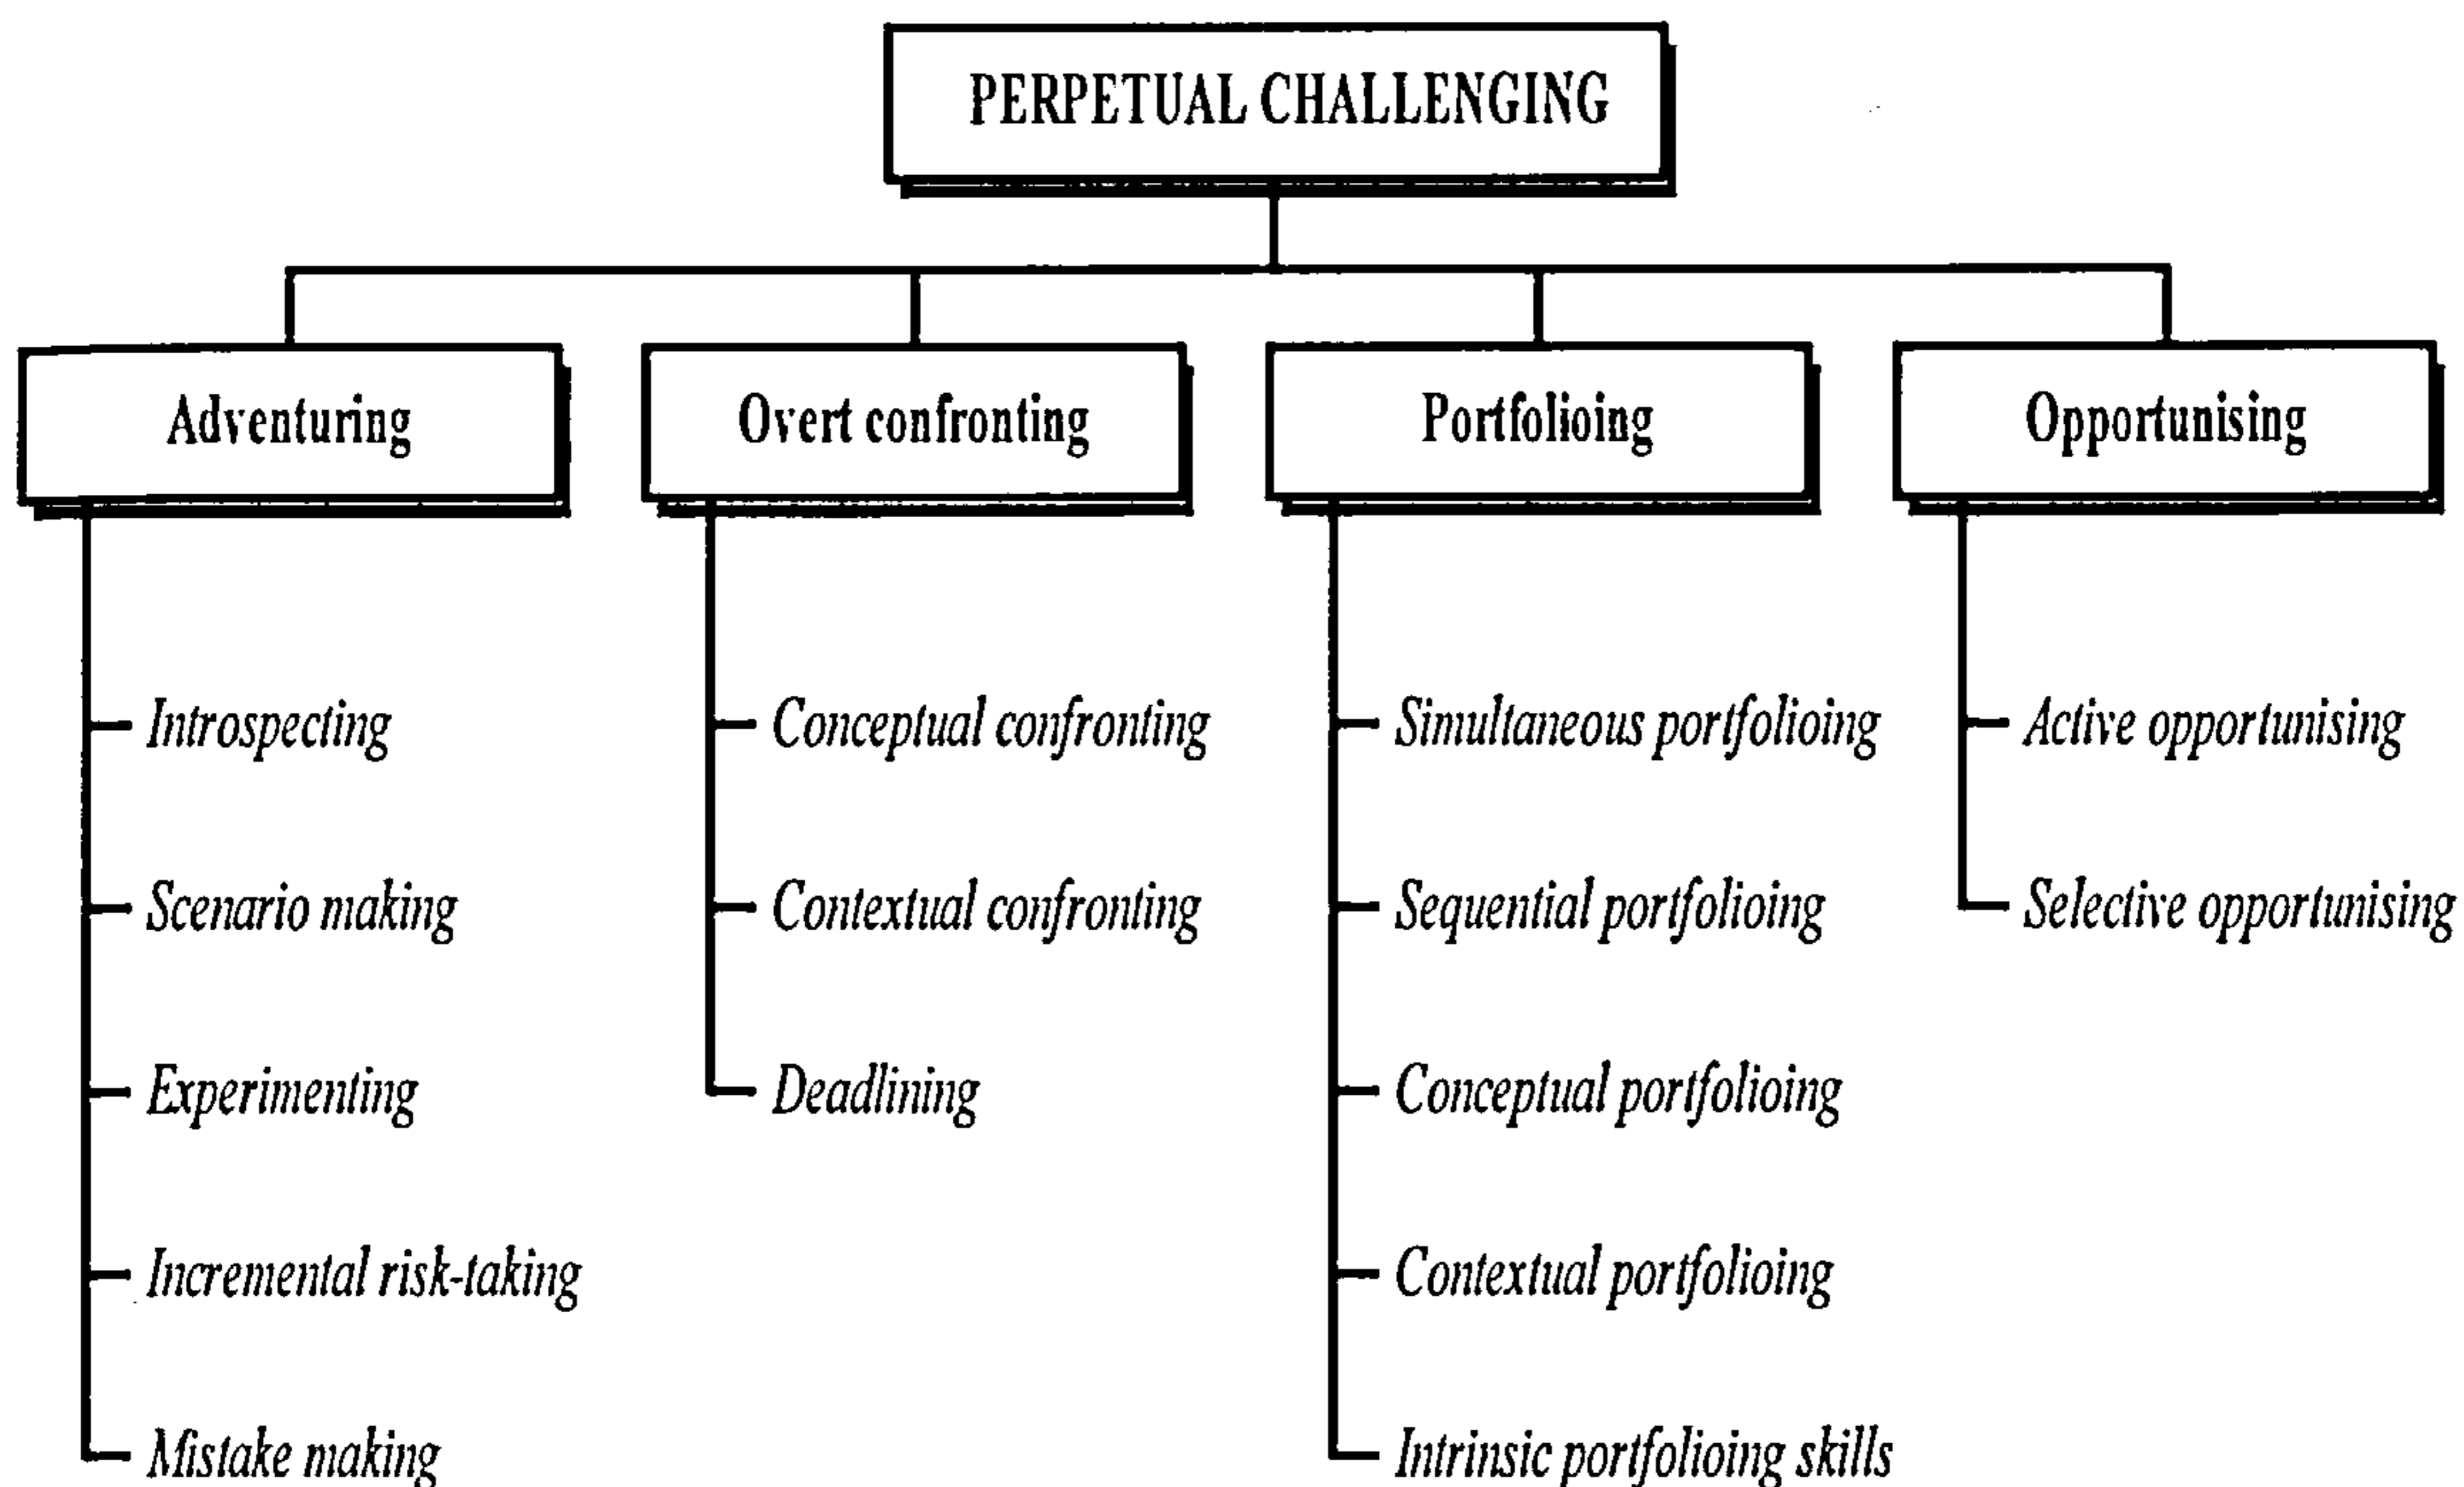 PERPETUAL CHALLENGING
Adventuring
Overt confronting
Portfolioing
Opportunising
Introspecting
Scenario making
Experimenting
Incremental risk-taking
Mistake making
Conceptual confronting
Contextual confronting
Deadlining
Simultaneous portfolioing
Sequential portfolioing
Conceptual portfolioing
Contextual portfolioing
Intrinsic portfolioing skills
Active opportunising
Selective opportunising